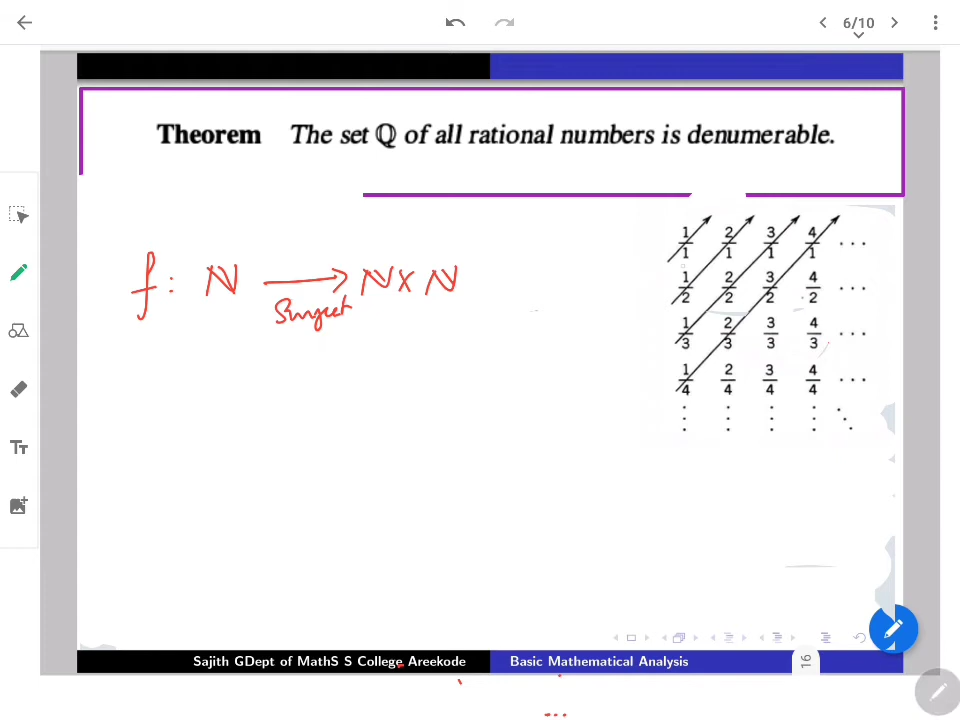 6/10
Theorem The set ℚ of all rational numbers is denumerable.
f: ℕ ⟶ ℕ × ℕ
Surject
1/1 2/1 3/1 4/1 ...
1/2 2/2 3/2 4/2 ...
1/3 2/3 3/3 4/3 ...
1/4 2/4 3/4 4/4 ...
⋮ ⋮ ⋮ ⋮ ⋱
Tт
Sajith GDept of MathS S College Areekode Basic Mathematical Analysis 16